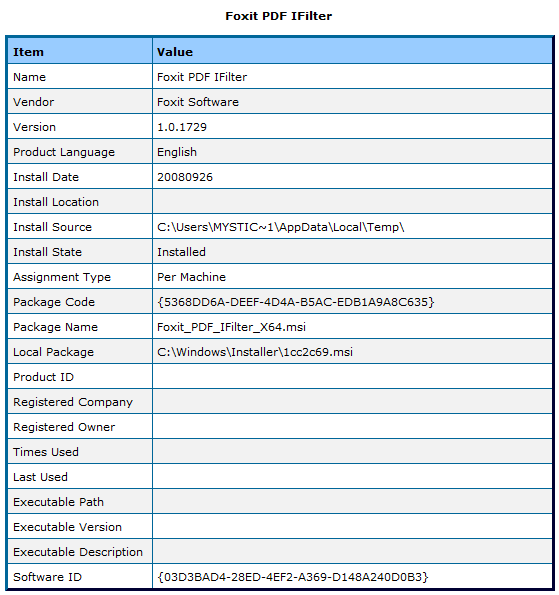 Foxit PDF IFilter
Item Value
Name Foxit PDF IFilter
Vendor Foxit Software
Version 1.0.1729
Product Language English
Install Date 20080926
Install Location
Install Source C:\Users\MYSTIC~1\AppData\Local\Temp\
Install State Installed
Assignment Type Per Machine
Package Code {5368DD6A-DEEF-4D4A-B5AC-EDB1A9A8C635}
Package Name Foxit_PDF_IFilter_X64.msi
Local Package C:\Windows\Installer\1cc2c69.msi
Product ID
Registered Company
Registered Owner
Times Used
Last Used
Executable Path
Executable Version
Executable Description
Software ID {03D3BAD4-28ED-4EF2-A369-D148A240D0B3}